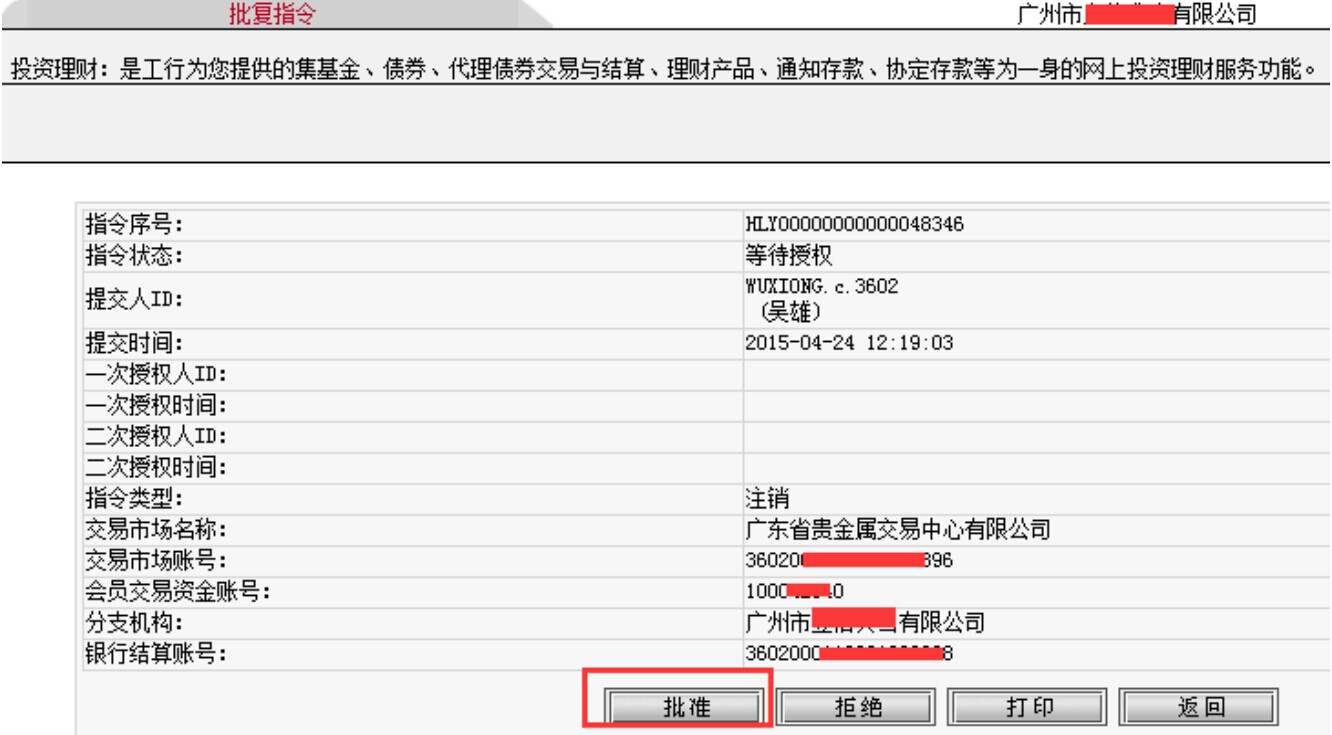 批复指令
广州市 有限公司
投资理财：是工行为您提供的集基金、债券、代理债券交易与结算、理财产品、通知存款、协定存款等为一身的网上投资理财服务功能。
指令序号： HLY000000000048346
指令状态： 等待授权
提交人ID： WUXIONG.c.3602
（吴雄）
提交时间： 2015-04-24 12:19:03
一次授权人ID：
一次授权时间：
二次授权人ID：
二次授权时间：
指令类型： 注销
交易市场名称： 广东省贵金属交易中心有限公司
交易市场账号： 36020 396
会员交易资金账号： 1000 0
分支机构： 广州市 有限公司
银行结算账号： 3602000 8
批准 拒绝 打印 返回